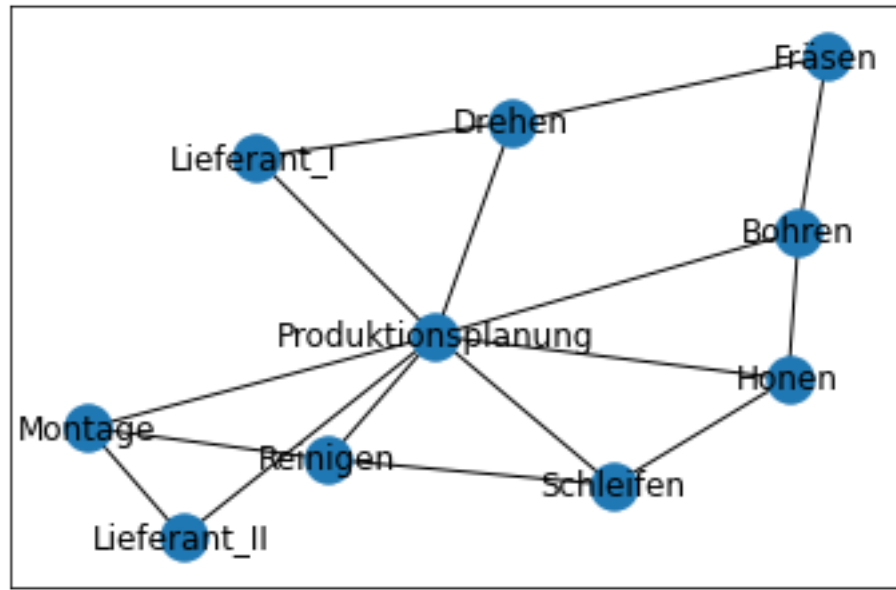 Fräsen
Drehen
Lieferant_I
Bohren
Produktionsplanung
Honen
Montage
Reinigen
Schleifen
Lieferant_II